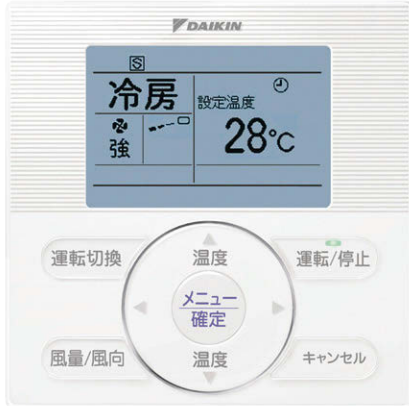 DAIKIN
S
冷房
設定温度
強
28°C
運転切換
温度
運転/停止
メニュー
確定
風量/風向
温度
キャンセル